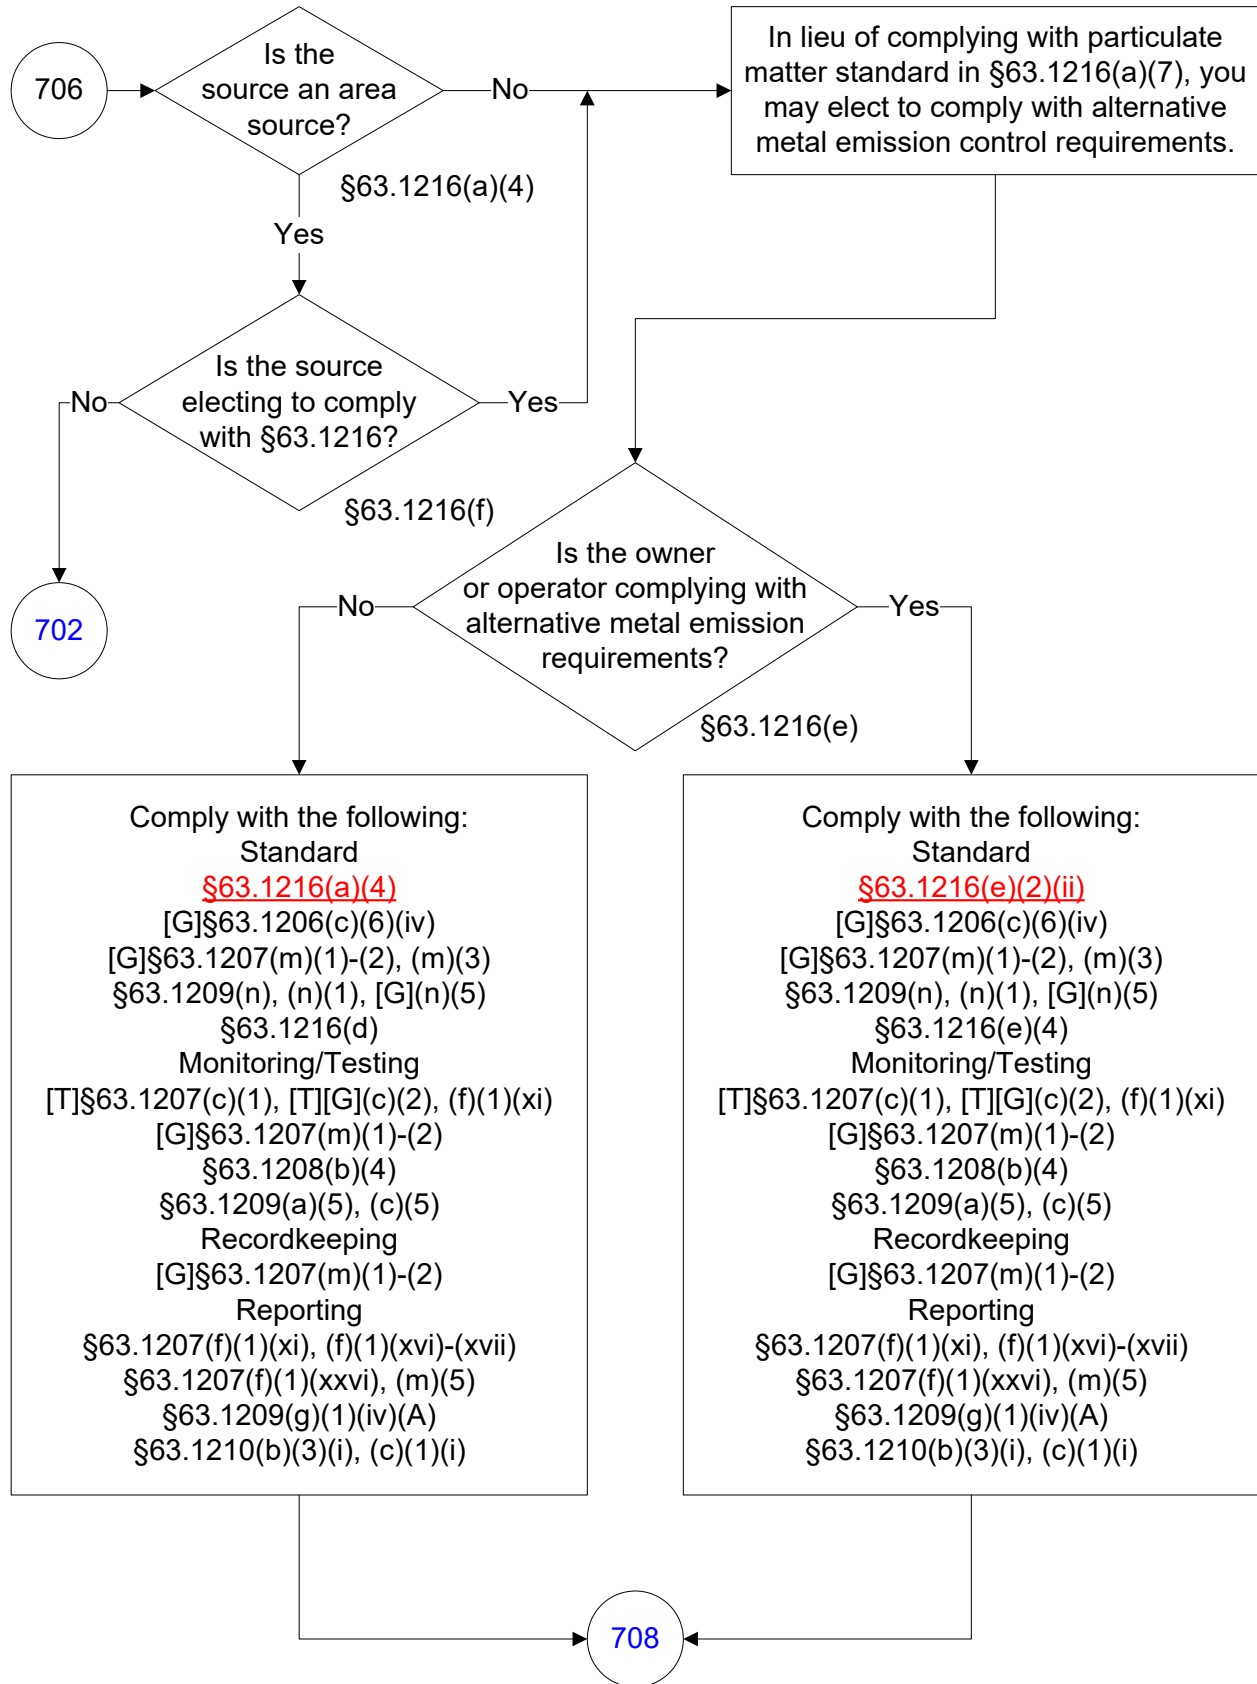 706
Is the
source an area
source?
No
In lieu of complying with particulate
matter standard in §63.1216(a)(7), you
may elect to comply with alternative
metal emission control requirements.
§63.1216(a)(4)
Yes
Is the source
electing to comply
with §63.1216?
No
Yes
§63.1216(f)
702
Is the owner
or operator complying with
alternative metal emission
requirements?
No
Yes
§63.1216(e)
Comply with the following:
Standard
§63.1216(a)(4)
[G]§63.1206(c)(6)(iv)
[G]§63.1207(m)(1)-(2), (m)(3)
§63.1209(n), (n)(1), [G](n)(5)
§63.1216(d)
Monitoring/Testing
[T]§63.1207(c)(1), [T][G](c)(2), (f)(1)(xi)
[G]§63.1207(m)(1)-(2)
§63.1208(b)(4)
§63.1209(a)(5), (c)(5)
Recordkeeping
[G]§63.1207(m)(1)-(2)
Reporting
§63.1207(f)(1)(xi), (f)(1)(xvi)-(xvii)
§63.1207(f)(1)(xxvi), (m)(5)
§63.1209(g)(1)(iv)(A)
§63.1210(b)(3)(i), (c)(1)(i)
Comply with the following:
Standard
§63.1216(e)(2)(ii)
[G]§63.1206(c)(6)(iv)
[G]§63.1207(m)(1)-(2), (m)(3)
§63.1209(n), (n)(1), [G](n)(5)
§63.1216(e)(4)
Monitoring/Testing
[T]§63.1207(c)(1), [T][G](c)(2), (f)(1)(xi)
[G]§63.1207(m)(1)-(2)
§63.1208(b)(4)
§63.1209(a)(5), (c)(5)
Recordkeeping
[G]§63.1207(m)(1)-(2)
Reporting
§63.1207(f)(1)(xi), (f)(1)(xvi)-(xvii)
§63.1207(f)(1)(xxvi), (m)(5)
§63.1209(g)(1)(iv)(A)
§63.1210(b)(3)(i), (c)(1)(i)
708